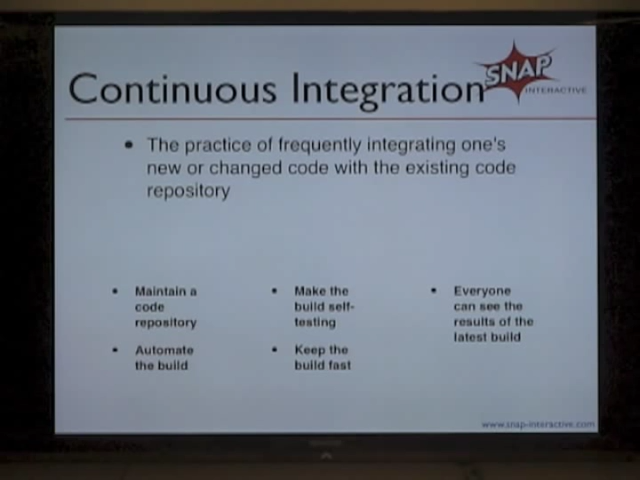 Continuous Integration
SNAP
INTERACTIVE
• The practice of frequently integrating one's
new or changed code with the existing code
repository
• Maintain a
code
repository
• Automate
the build
• Make the
build self-
testing
• Keep the
build fast
• Everyone
can see the
results of the
latest build
www.snap-interactive.com